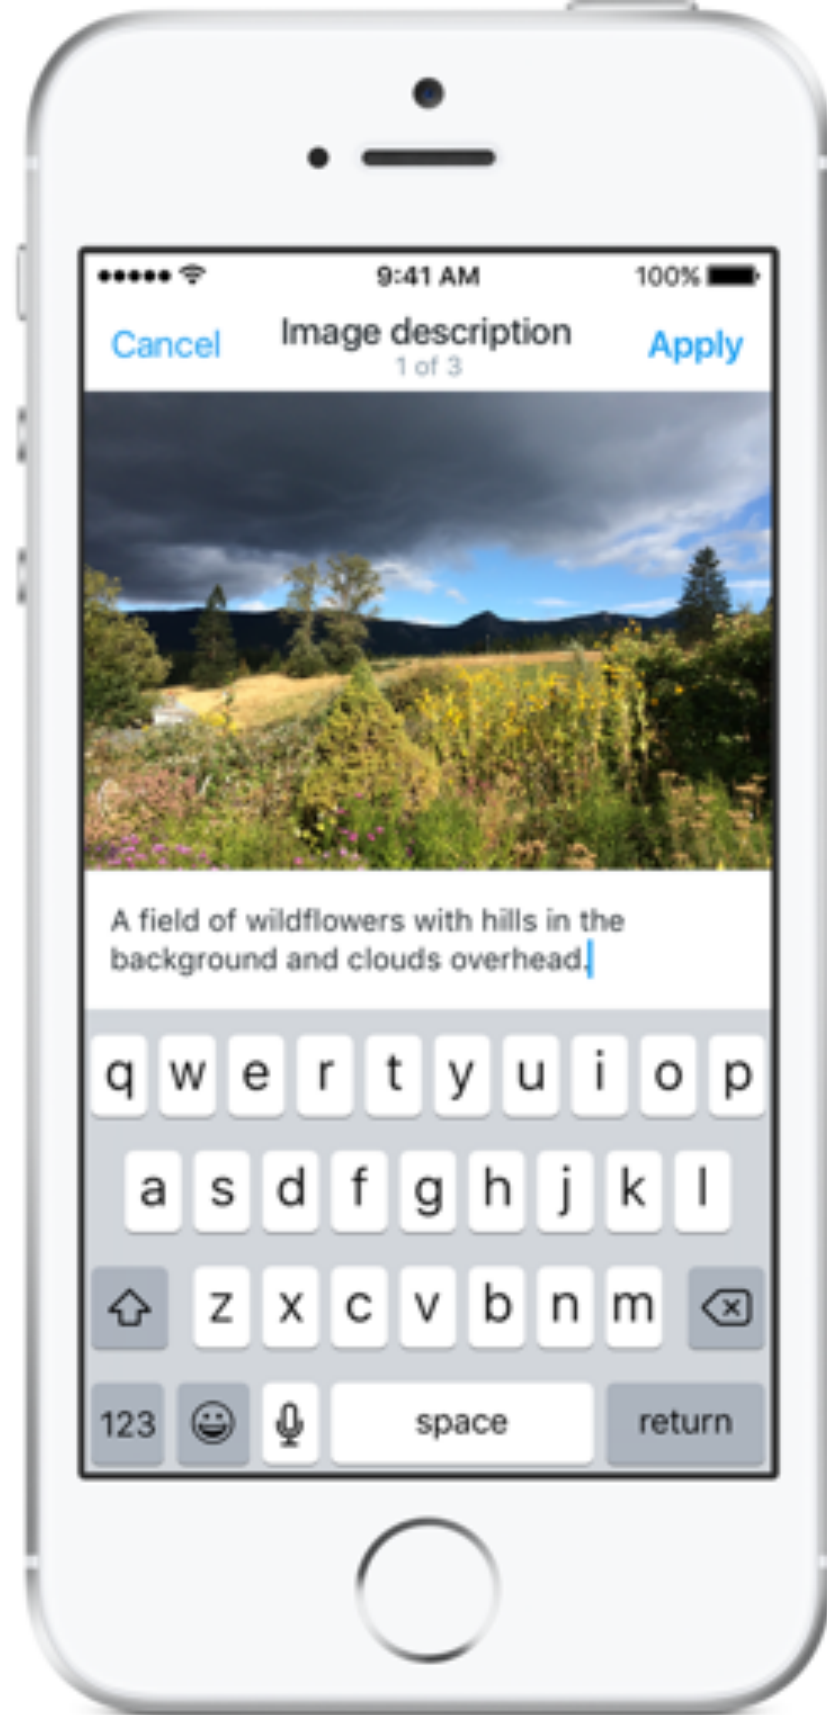 9:41 AM 100%
Cancel Image description Apply
1 of 3
A field of wildflowers with hills in the
background and clouds overhead.
q w e r t y u i o p
a s d f g h j k l
z x c v b n m
123 space return